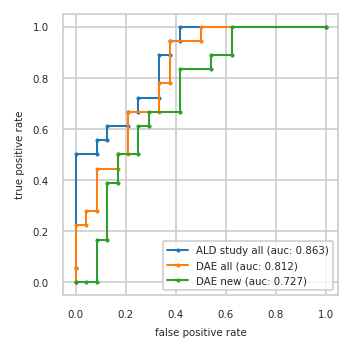 1.0
0.8
0.6
0.4
0.2
0.0
true positive rate
ALD study all (auc: 0.863)
DAE all (auc: 0.812)
DAE new (auc: 0.727)
0.0 0.2 0.4 0.6 0.8 1.0
false positive rate